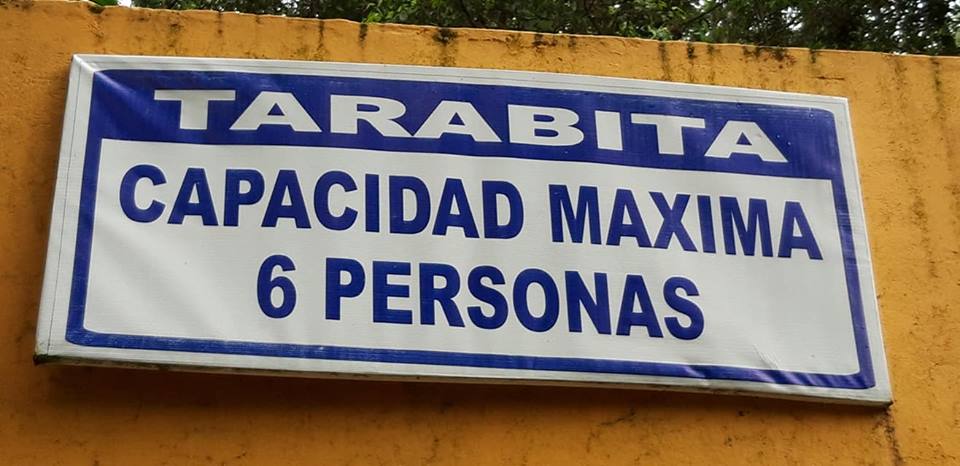 TARABITA
CAPACIDAD MAXIMA
6 PERSONAS